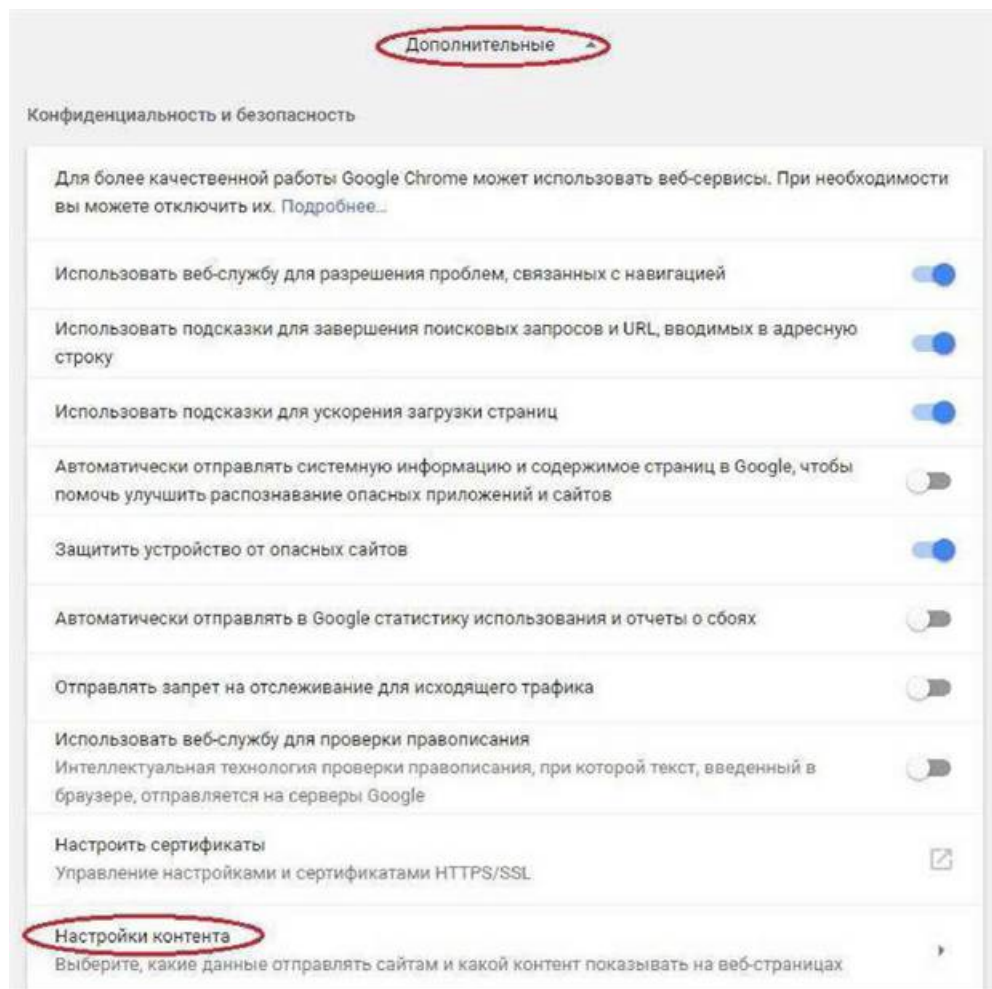 Дополнительные
Конфиденциальность и безопасность
Для более качественной работы Google Chrome может использовать веб-сервисы. При необходимости
вы можете отключить их. Подробнее...
Использовать веб-службу для разрешения проблем, связанных с навигацией
Использовать подсказки для завершения поисковых запросов и URL, вводимых в адресную
строку
Использовать подсказки для ускорения загрузки страниц
Автоматически отправлять системную информацию и содержимое страниц в Google, чтобы
помочь улучшить распознавание опасных приложений и сайтов
Защитить устройство от опасных сайтов
Автоматически отправлять в Google статистику использования и отчеты о сбоях
Отправлять запрет на отслеживание для исходящего трафика
Использовать веб-службу для проверки правописания
Интеллектуальная технология проверки правописания, при которой текст, введенный в
браузере, отправляется на серверы Google
Настроить сертификаты
Управление настройками и сертификатами HTTPS/SSL
Настройки контента
Выберите, какие данные отправлять сайтам и какой контент показывать на веб-страницах